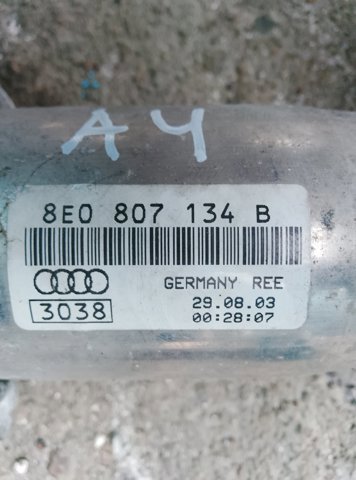 A4
8E0 807 134 B
GERMANY REE
3038
29.08.03
00:28:07